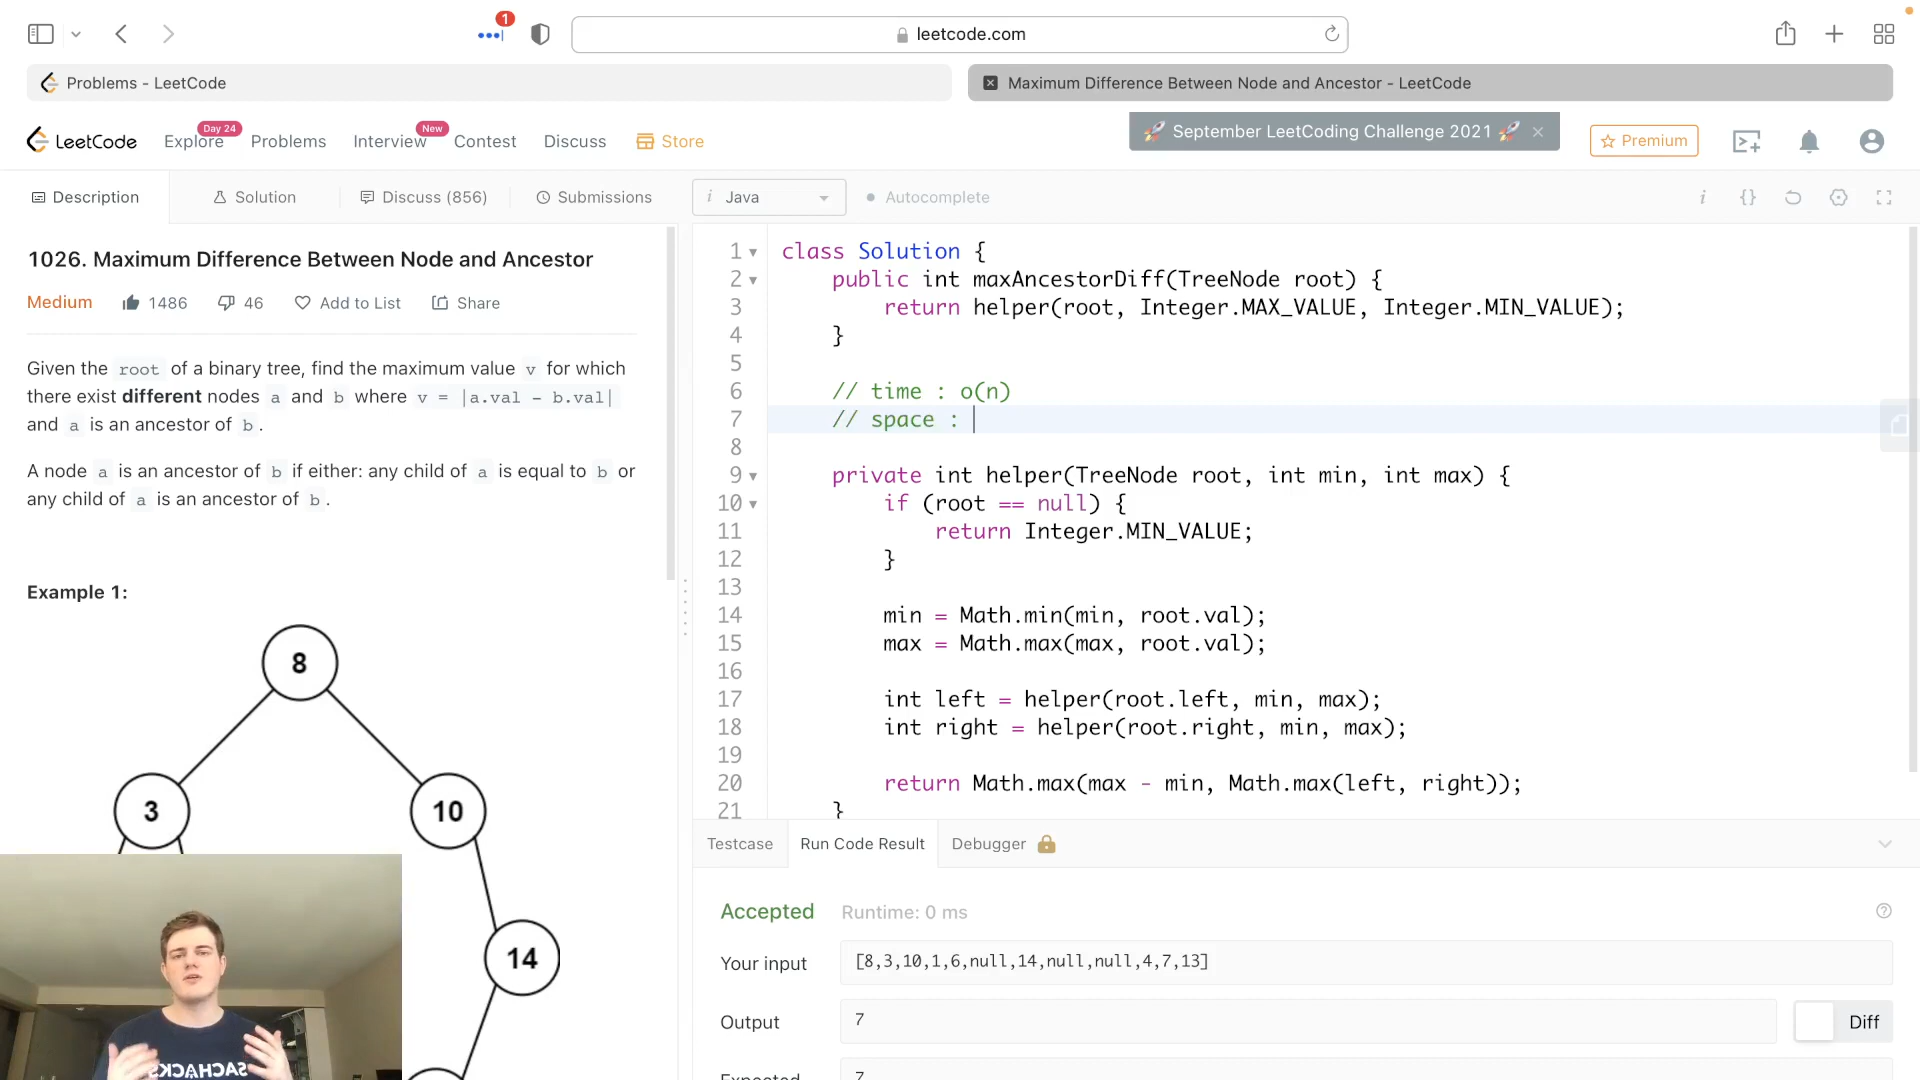 1
leetcode.com
Problems - LeetCode
Maximum Difference Between Node and Ancestor - LeetCode
LeetCode
Explore
Day 24
Problems
Interview
New
Contest
Discuss
Store
🚀 September LeetCoding Challenge 2021 🚀
Premium
Description
Solution
Discuss (856)
Submissions
i Java
Autocomplete
1026. Maximum Difference Between Node and Ancestor
Medium 1486 46 Add to List Share
Given the root of a binary tree, find the maximum value v for which
there exist different nodes a and b where v = |a.val - b.val|
and a is an ancestor of b.
A node a is an ancestor of b if either: any child of a is equal to b or
any child of a is an ancestor of b.
Example 1:
8
3
10
14
1 class Solution {
2 public int maxAncestorDiff(TreeNode root) {
3 return helper(root, Integer.MAX_VALUE, Integer.MIN_VALUE);
4 }
5
6 // time : o(n)
7 // space :
8
9 private int helper(TreeNode root, int min, int max) {
10 if (root == null) {
11 return Integer.MIN_VALUE;
12 }
13
14 min = Math.min(min, root.val);
15 max = Math.max(max, root.val);
16
17 int left = helper(root.left, min, max);
18 int right = helper(root.right, min, max);
19
20 return Math.max(max - min, Math.max(left, right));
21 }
Testcase
Run Code Result
Debugger
Accepted Runtime: 0 ms
Your input
[8,3,10,1,6,null,14,null,null,4,7,13]
Output
7
Diff
Expected
7
SACHACKS